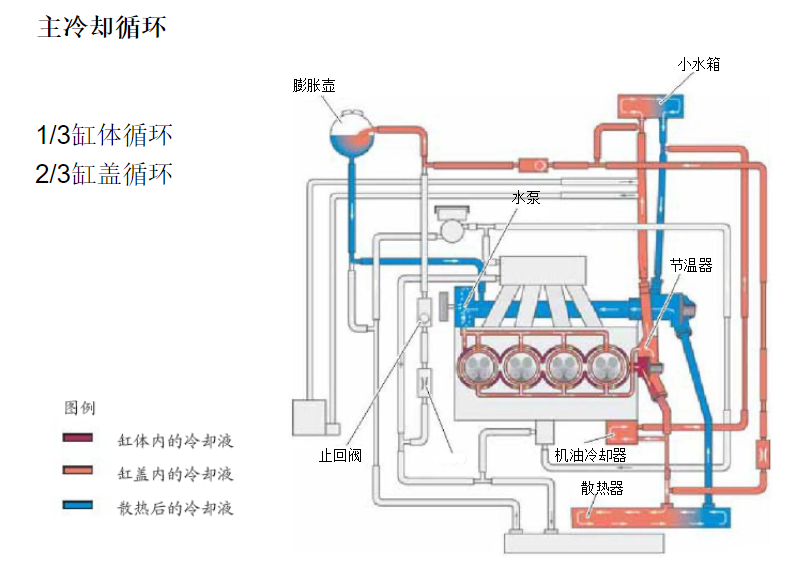 主冷却循环
小水箱
膨胀壶
1/3缸体循环
2/3缸盖循环
水泵
节温器
图例
缸体内的冷却液
止回阀
机油冷却器
缸盖内的冷却液
散热器
散热后的冷却液